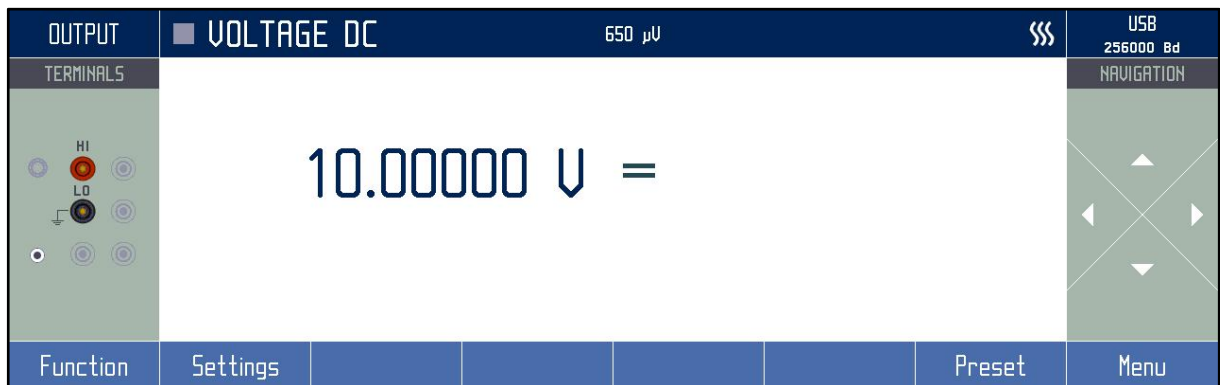 OUTPUT
VOLTAGE DC
650 µV
USB
256000 Bd
TERMINALS
NAVIGATION
HI
LO
10.00000 V =
Function
Settings
Preset
Menu